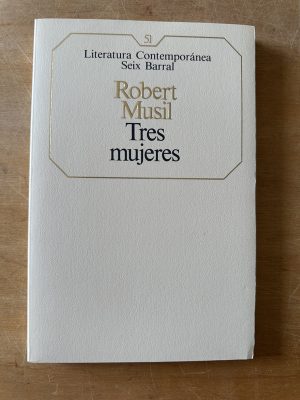 51
Literatura Contemporánea
Seix Barral
Robert
Musil
Tres
mujeres